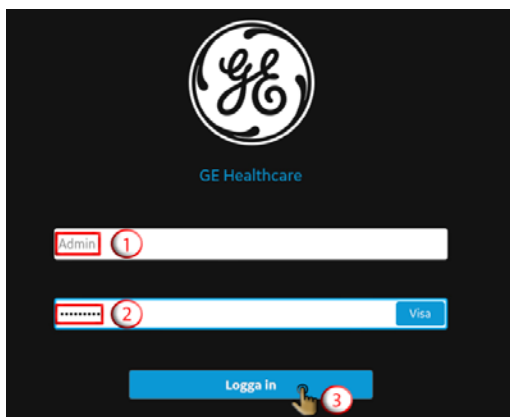 GE
GE Healthcare
Admin 1
••••••••• 2 Visa
Logga in 3